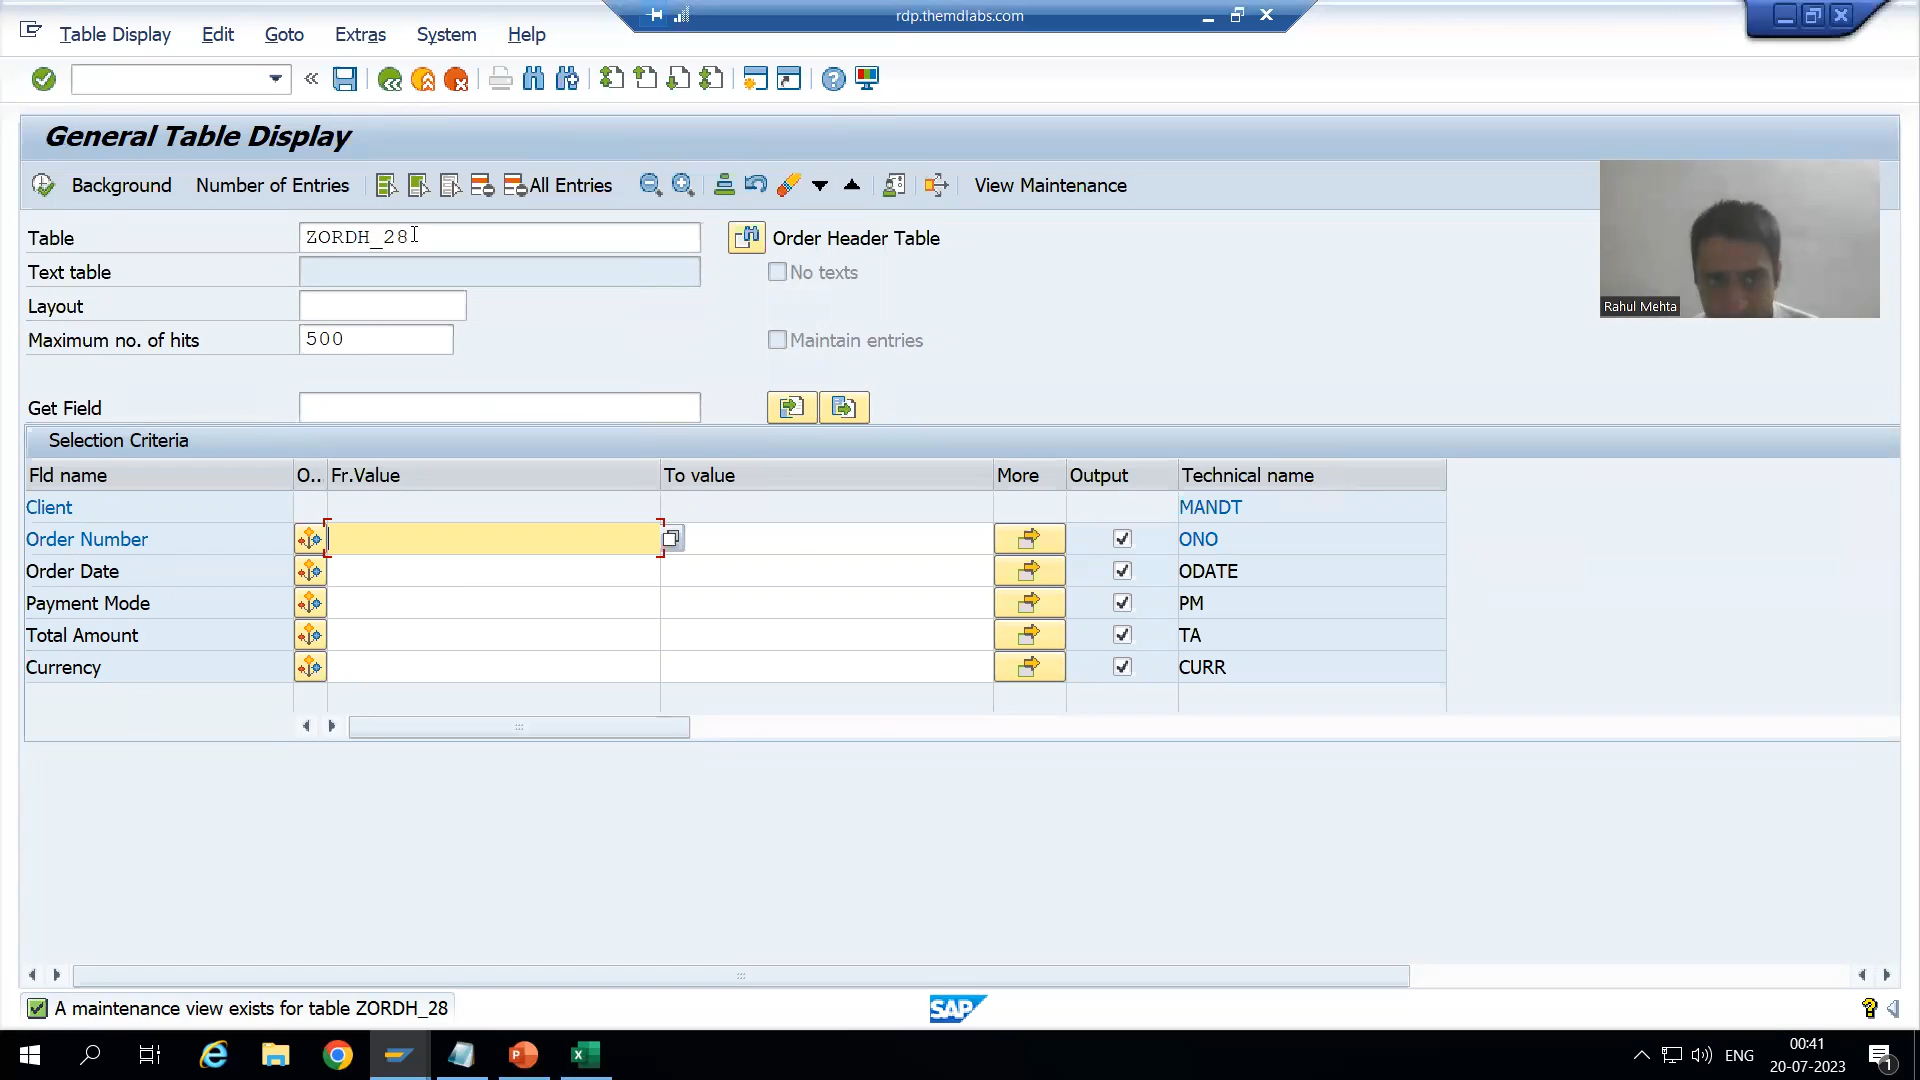 rdp.themdlabs.com
Table Display Edit Goto Extras System Help
General Table Display
Background Number of Entries All Entries View Maintenance
Table ZORDH_28 Order Header Table
Text table No texts
Layout
Maximum no. of hits 500 Maintain entries
Rahul Mehta
Get Field
Selection Criteria
Fld name O.. Fr.Value To value More Output Technical name
Client MANDT
Order Number ONO
Order Date ODATE
Payment Mode PM
Total Amount TA
Currency CURR
A maintenance view exists for table ZORDH_28
SAP
ENG 00:41
20-07-2023
1